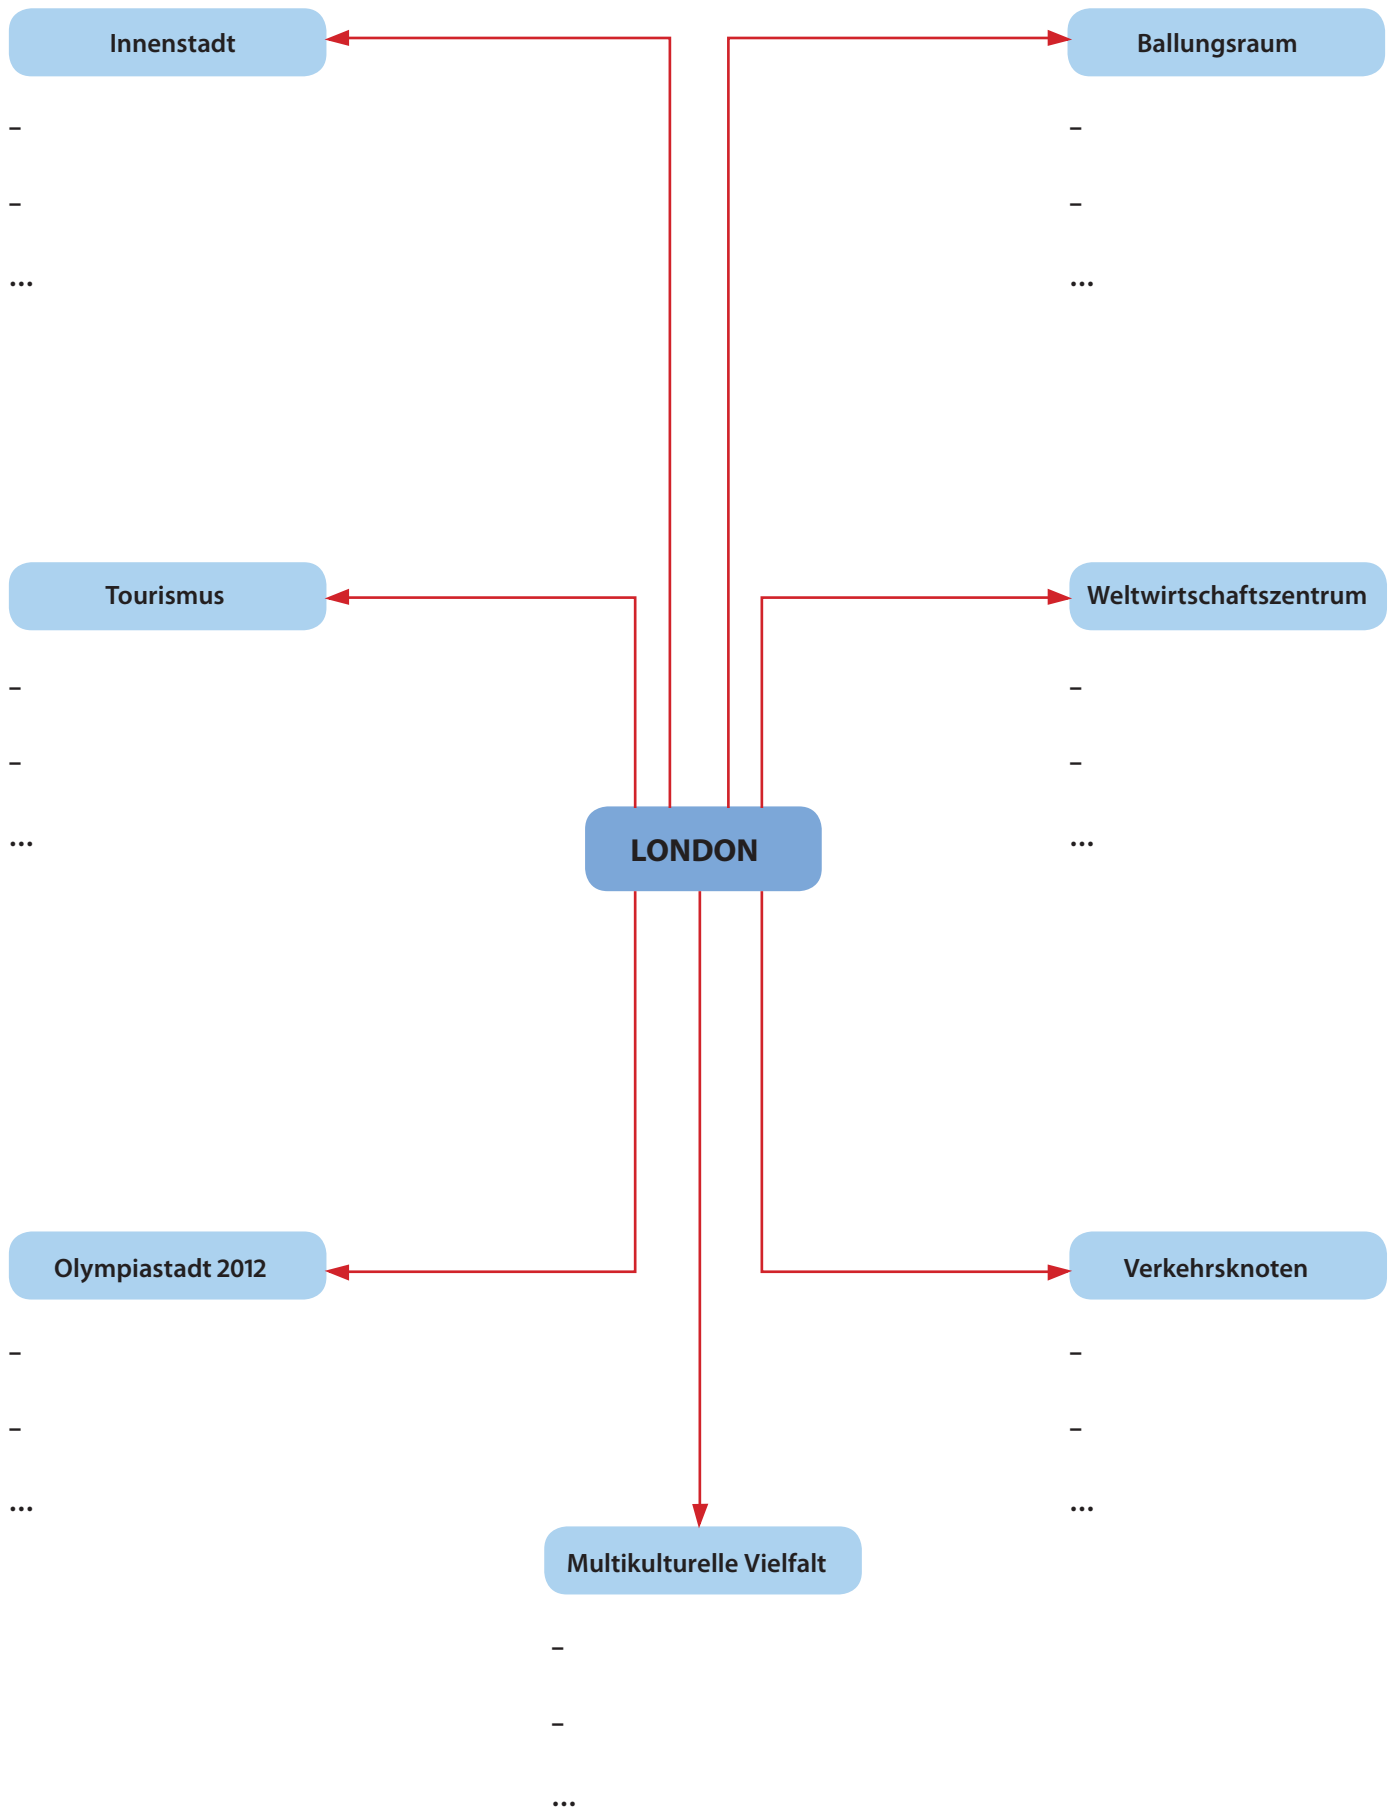 Innenstadt
–
–
...
Ballungsraum
–
–
...
Tourismus
–
–
...
Weltwirtschaftszentrum
–
–
...
LONDON
Olympiastadt 2012
–
–
...
Verkehrsknoten
–
–
...
Multikulturelle Vielfalt
–
–
...